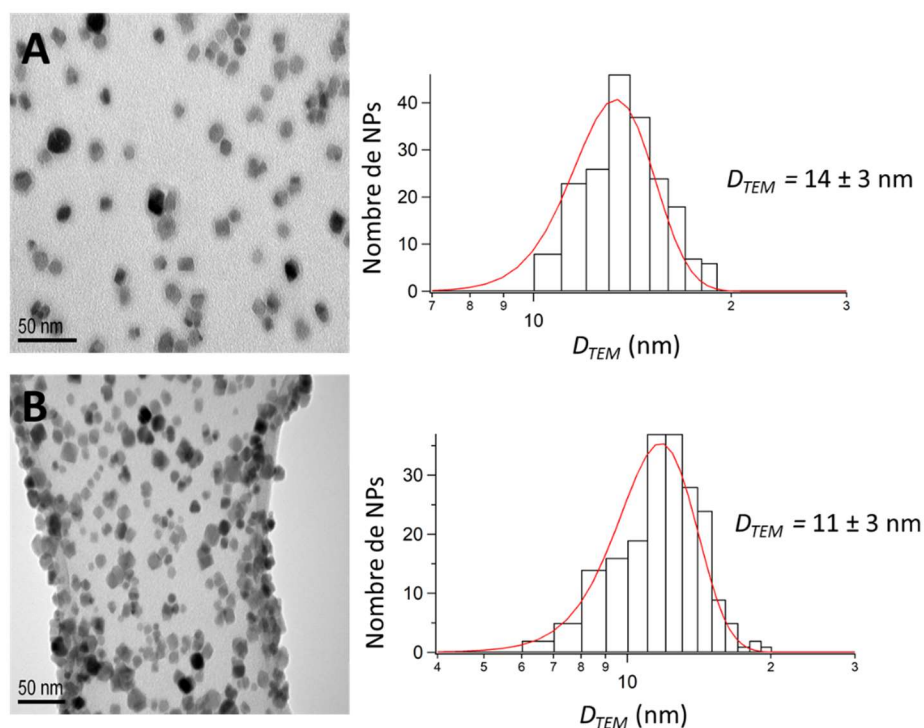 A
50 nm
Nombre de NPs
40
30
20
10
0
7 8 9 10 2 3
D_TEM (nm)
D_TEM = 14 ± 3 nm
B
50 nm
Nombre de NPs
30
20
10
0
4 5 6 7 8 9 10 2 3
D_TEM (nm)
D_TEM = 11 ± 3 nm